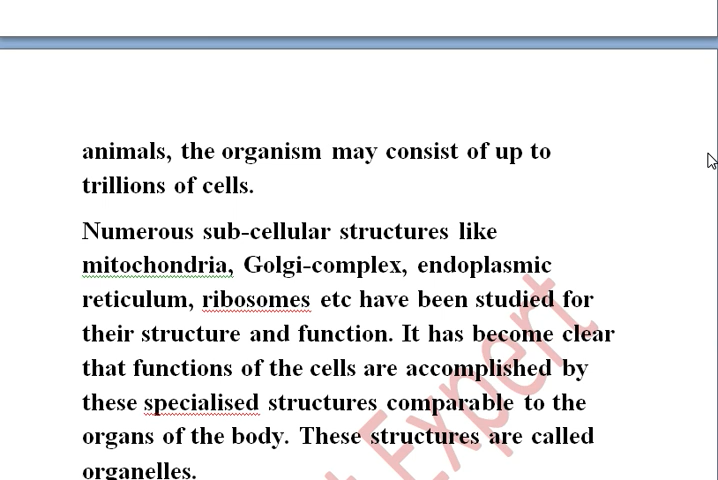 animals, the organism may consist of up to
trillions of cells.
Numerous sub-cellular structures like
mitochondria, Golgi-complex, endoplasmic
reticulum, ribosomes etc have been studied for
their structure and function. It has become clear
that functions of the cells are accomplished by
these specialised structures comparable to the
organs of the body. These structures are called
organelles.
Expert